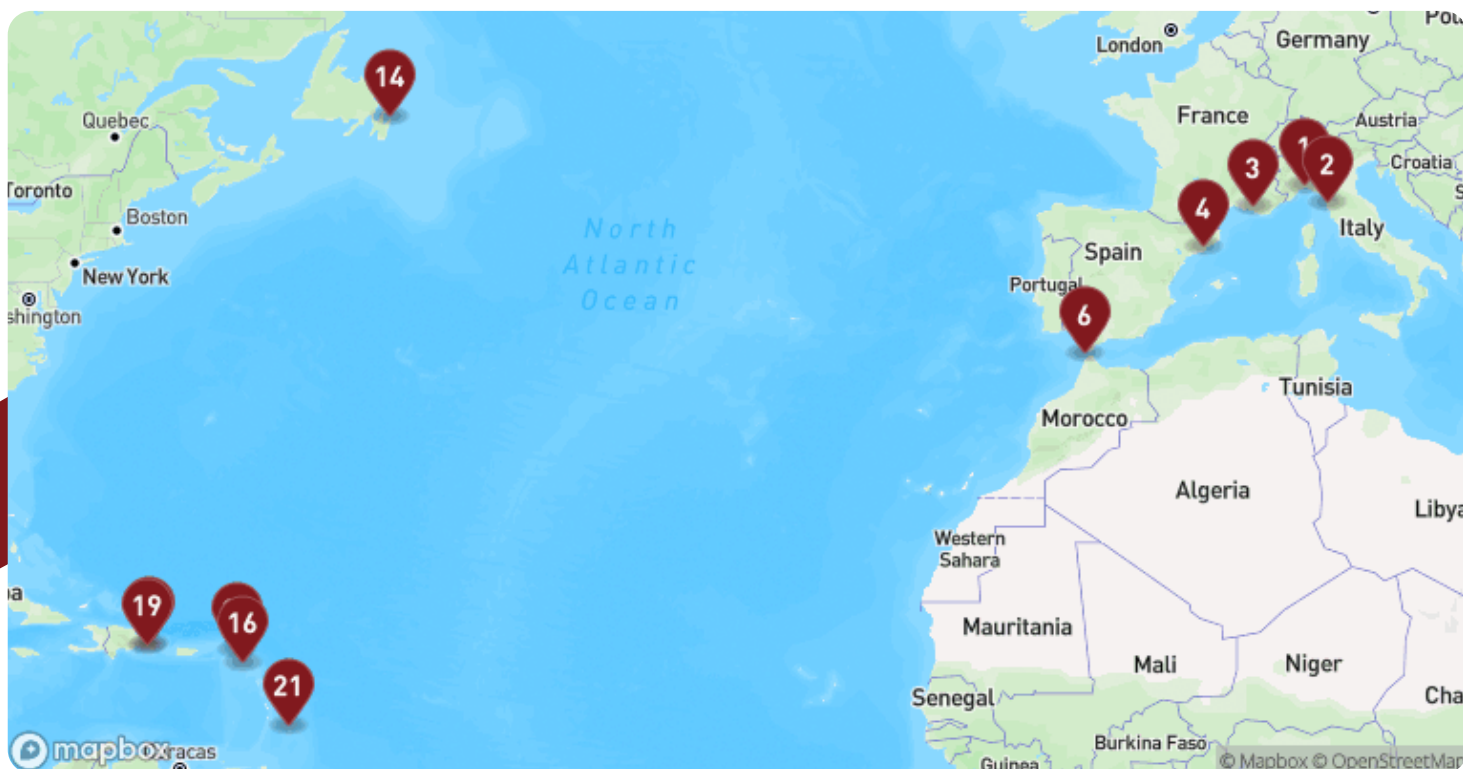 London
Germany
Quebec
14
France
Austria
Toronto
Croatia
1
2
3
4
Boston
North
Atlantic
Ocean
Spain
Italy
New York
Portugal
shington
6
Tunisia
Morocco
Algeria
Libya
Western
Sahara
19
16
Mauritania
Mali
Niger
21
Senegal
Cha
Burkina Faso
mapbox
Guinea
© Mapbox © OpenStreetMap